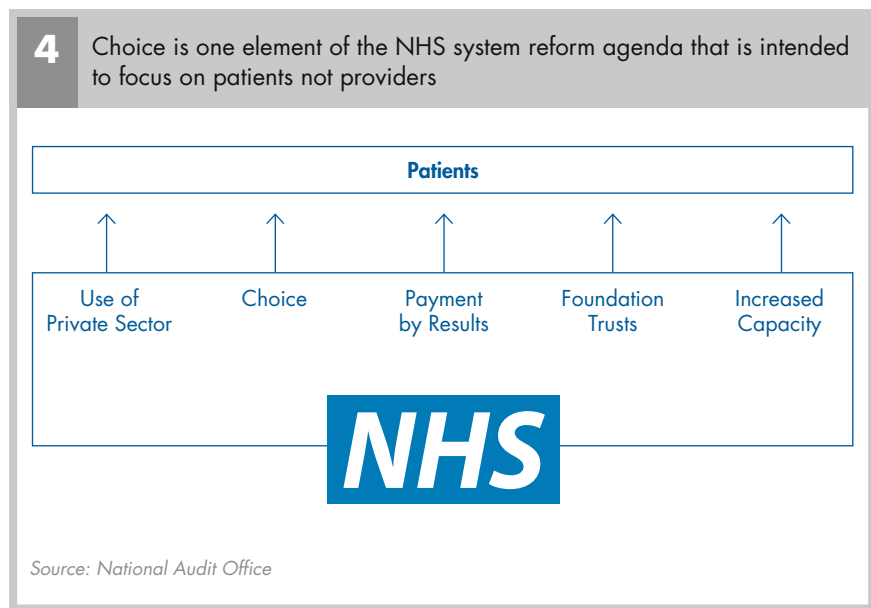 4
Choice is one element of the NHS system reform agenda that is intended
to focus on patients not providers
Patients
Use of
Private Sector
Choice
Payment
by Results
Foundation
Trusts
Increased
Capacity
NHS
Source: National Audit Office